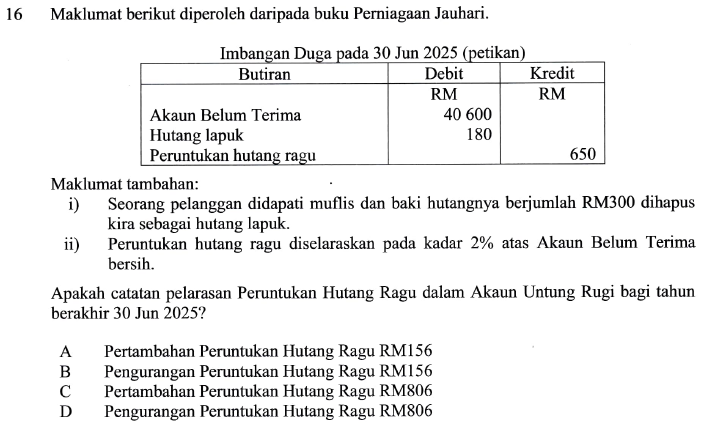 16 Maklumat berikut diperoleh daripada buku Perniagaan Jauhari.
Imbangan Duga pada 30 Jun 2025 (petikan)
Butiran Debit Kredit
RM RM
Akaun Belum Terima 40 600
Hutang lapuk 180
Peruntukan hutang ragu 650
Maklumat tambahan:
i) Seorang pelanggan didapati muflis dan baki hutangnya berjumlah RM300 dihapus
kira sebagai hutang lapuk.
ii) Peruntukan hutang ragu diselaraskan pada kadar 2% atas Akaun Belum Terima
bersih.
Apakah catatan pelarasan Peruntukan Hutang Ragu dalam Akaun Untung Rugi bagi tahun
berakhir 30 Jun 2025?
A Pertambahan Peruntukan Hutang Ragu RM156
B Pengurangan Peruntukan Hutang Ragu RM156
C Pertambahan Peruntukan Hutang Ragu RM806
D Pengurangan Peruntukan Hutang Ragu RM806